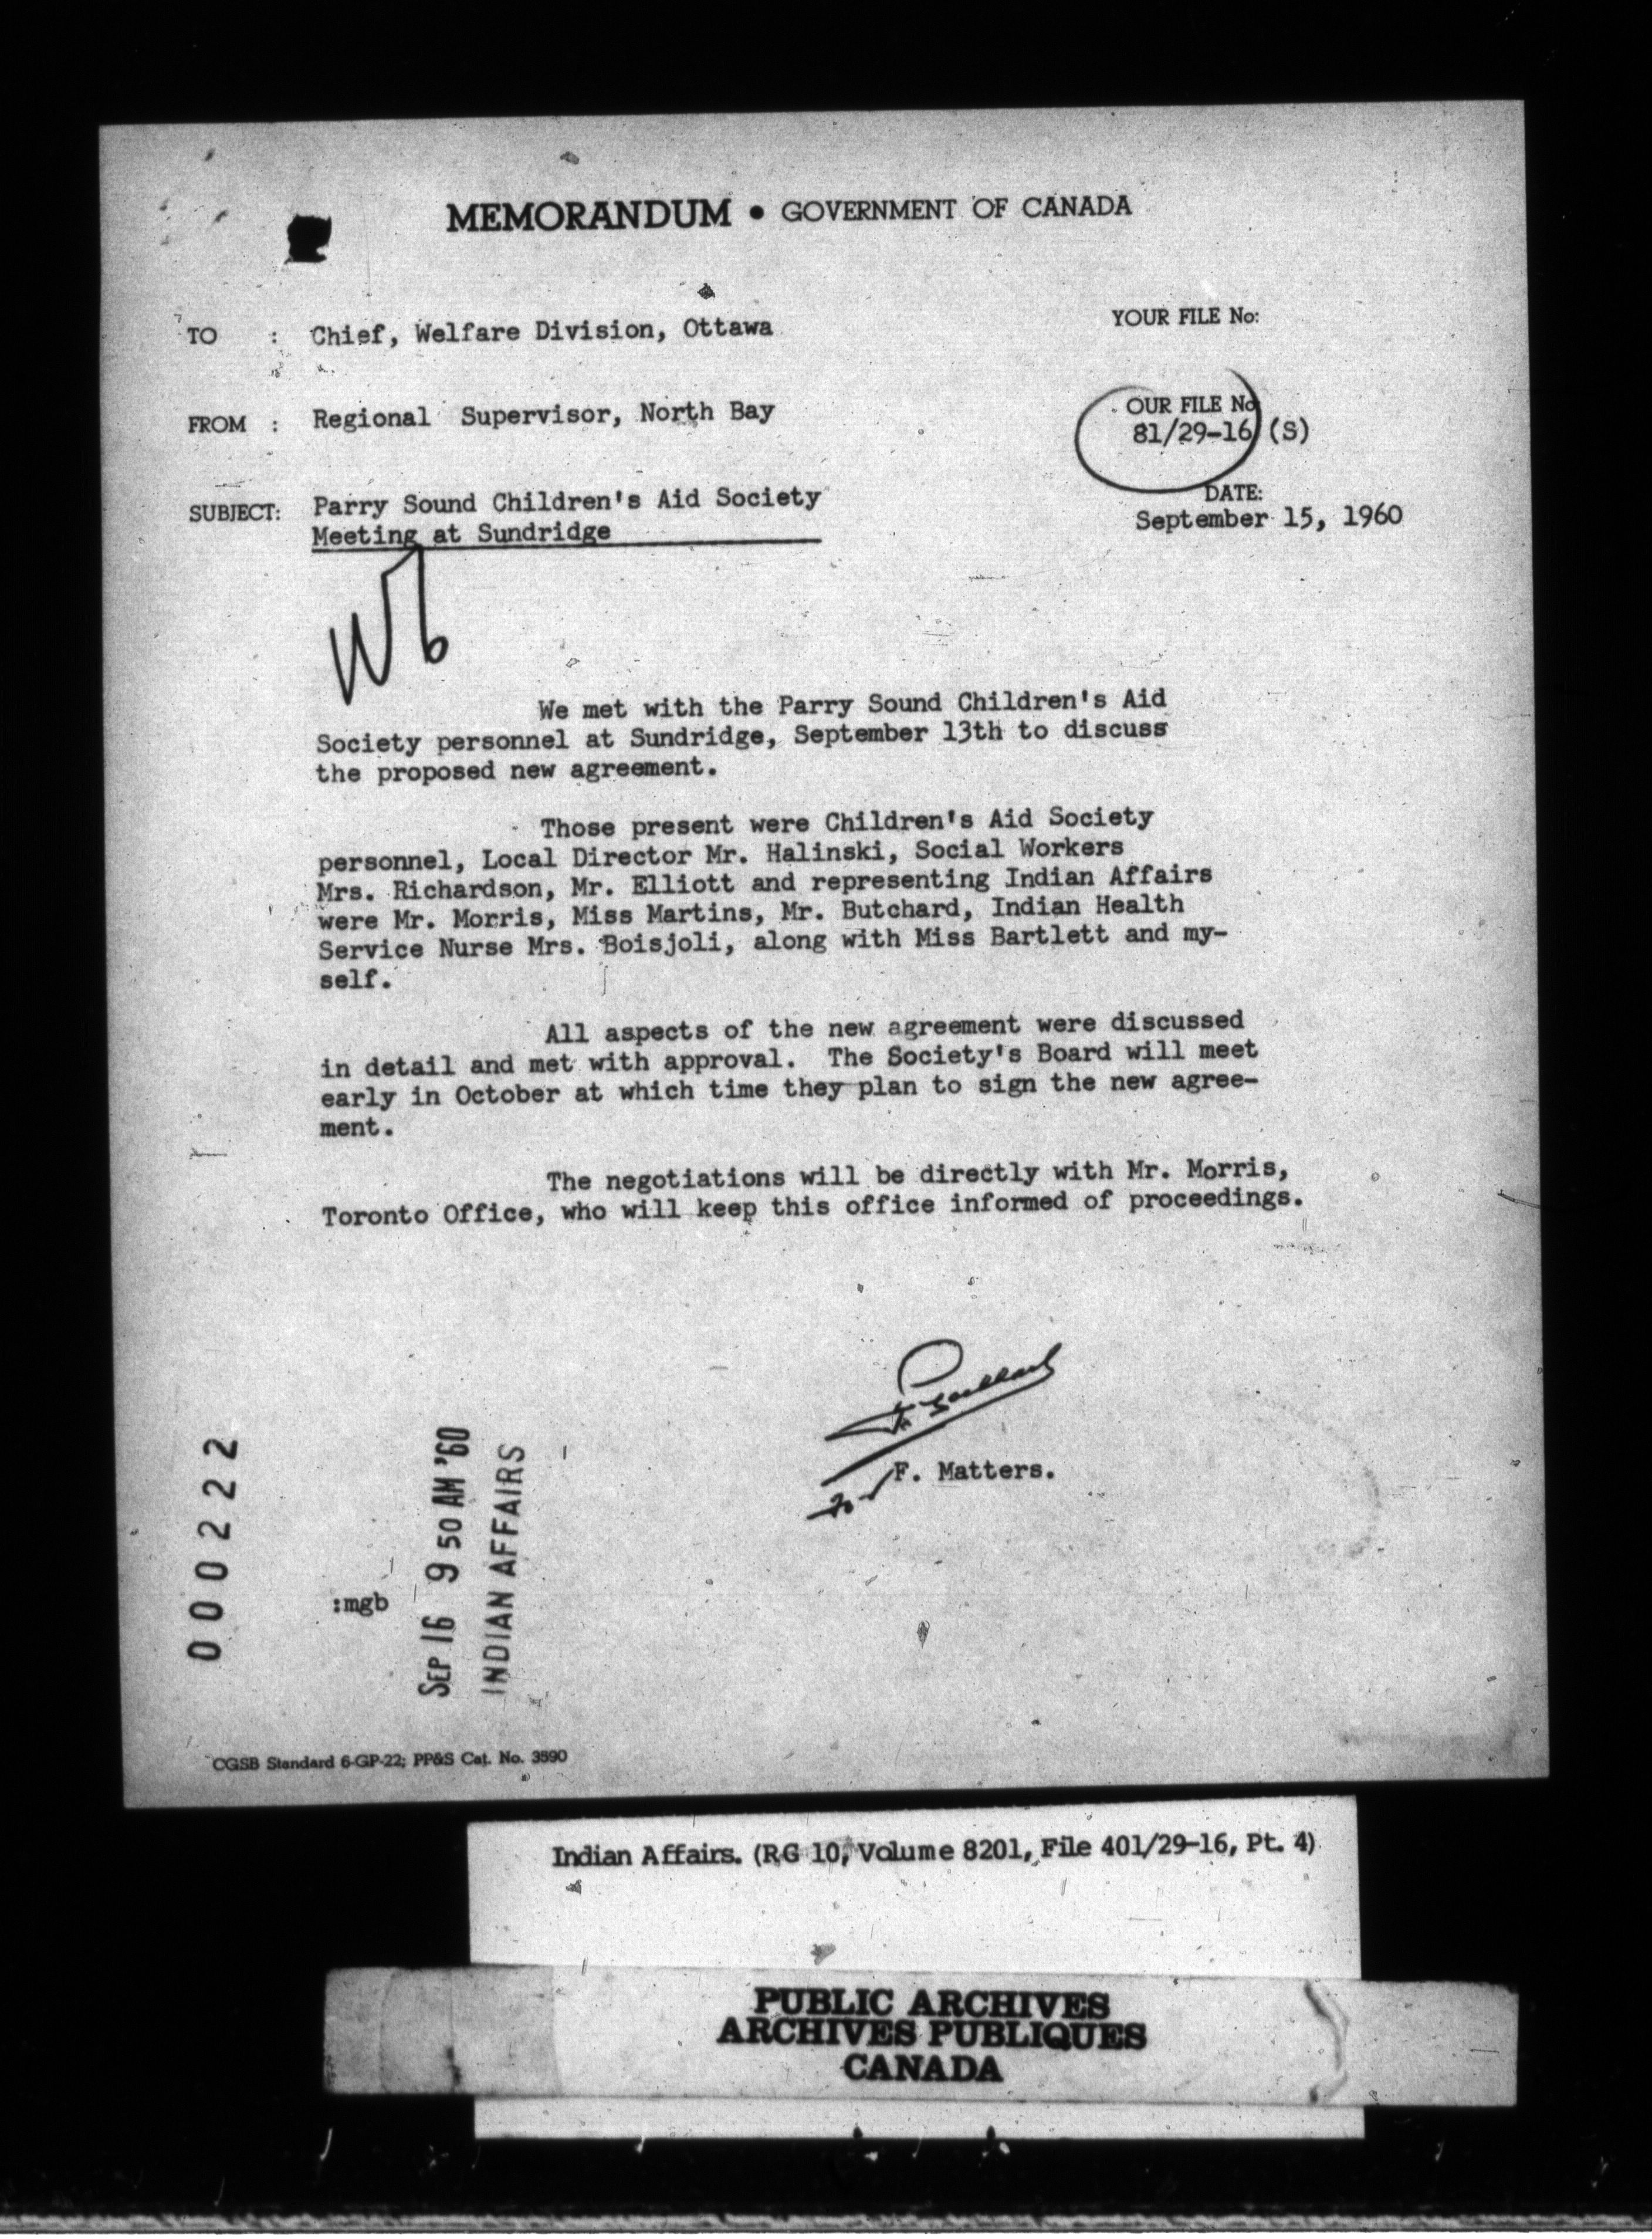 MEMORANDUM • GOVERNMENT OF CANADA
TO : Chief, Welfare Division, Ottawa
YOUR FILE No:
FROM : Regional Supervisor, North Bay
OUR FILE No
81/29-16 (S)
SUBJECT: Parry Sound Children's Aid Society
Meeting at Sundridge
DATE:
September 15, 1960
We met with the Parry Sound Children's Aid
Society personnel at Sundridge, September 13th to discuss
the proposed new agreement.
Those present were Children's Aid Society
personnel, Local Director Mr. Halinski, Social Workers
Mrs. Richardson, Mr. Elliott and representing Indian Affairs
were Mr. Morris, Miss Martins, Mr. Butchard, Indian Health
Service Nurse Mrs. Boisjoli, along with Miss Bartlett and my-
self.
All aspects of the new agreement were discussed
in detail and met with approval. The Society's Board will meet
early in October at which time they plan to sign the new agree-
ment.
The negotiations will be directly with Mr. Morris,
Toronto Office, who will keep this office informed of proceedings.
F. Matters.
000222
:mgb
SEP 16 9 50 AM '60
INDIAN AFFAIRS
CGSB Standard 6-GP-22; PP&S Cat. No. 3590
Indian Affairs. (RG 10, Volume 8201, File 401/29-16, Pt. 4)
PUBLIC ARCHIVES
ARCHIVES PUBLIQUES
CANADA